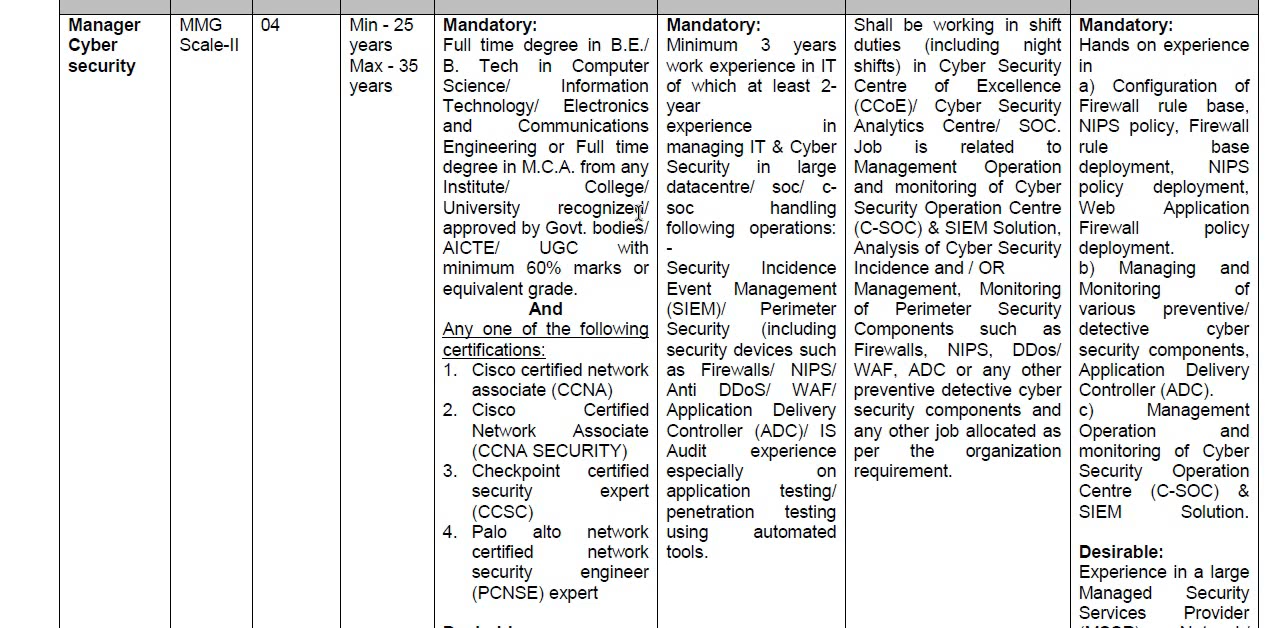 Manager
Cyber
security
MMG
Scale-II
04
Min - 25
years
Max - 35
years
Mandatory:
Full time degree in B.E./
B. Tech in Computer
Science/ Information
Technology/ Electronics
and Communications
Engineering or Full time
degree in M.C.A. from any
Institute/ College/
University recognized/
approved by Govt. bodies/
AICTE/ UGC with
minimum 60% marks or
equivalent grade.
And
Any one of the following
certifications:
1. Cisco certified network
associate (CCNA)
2. Cisco Certified
Network Associate
(CCNA SECURITY)
3. Checkpoint certified
security expert
(CCSC)
4. Palo alto network
certified network
security engineer
(PCNSE) expert
Mandatory:
Minimum 3 years
work experience in IT
of which at least 2-
year
experience in
managing IT & Cyber
Security in large
datacentre/ soc/ c-
soc handling
following operations:
-
Security Incidence
Event Management
(SIEM)/ Perimeter
Security (including
security devices such
as Firewalls/ NIPS/
Anti DDoS/ WAF/
Application Delivery
Controller (ADC)/ IS
Audit experience
especially on
application testing/
penetration testing
using automated
tools.
Shall be working in shift
duties (including night
shifts) in Cyber Security
Centre of Excellence
(CCoE)/ Cyber Security
Analytics Centre/ SOC.
Job is related to
Management Operation
and monitoring of Cyber
Security Operation Centre
(C-SOC) & SIEM Solution,
Analysis of Cyber Security
Incidence and / OR
Management, Monitoring
of Perimeter Security
Components such as
Firewalls, NIPS, DDos/
WAF, ADC or any other
preventive detective cyber
security components and
any other job allocated as
per the organization
requirement.
Mandatory:
Hands on experience
in
a) Configuration of
Firewall rule base,
NIPS policy, Firewall
rule base
deployment, NIPS
policy deployment,
Web Application
Firewall policy
deployment.
b) Managing and
Monitoring of
various preventive/
detective cyber
security components,
Application Delivery
Controller (ADC).
c) Management
Operation and
monitoring of Cyber
Security Operation
Centre (C-SOC) &
SIEM Solution.
Desirable:
Experience in a large
Managed Security
Services Provider